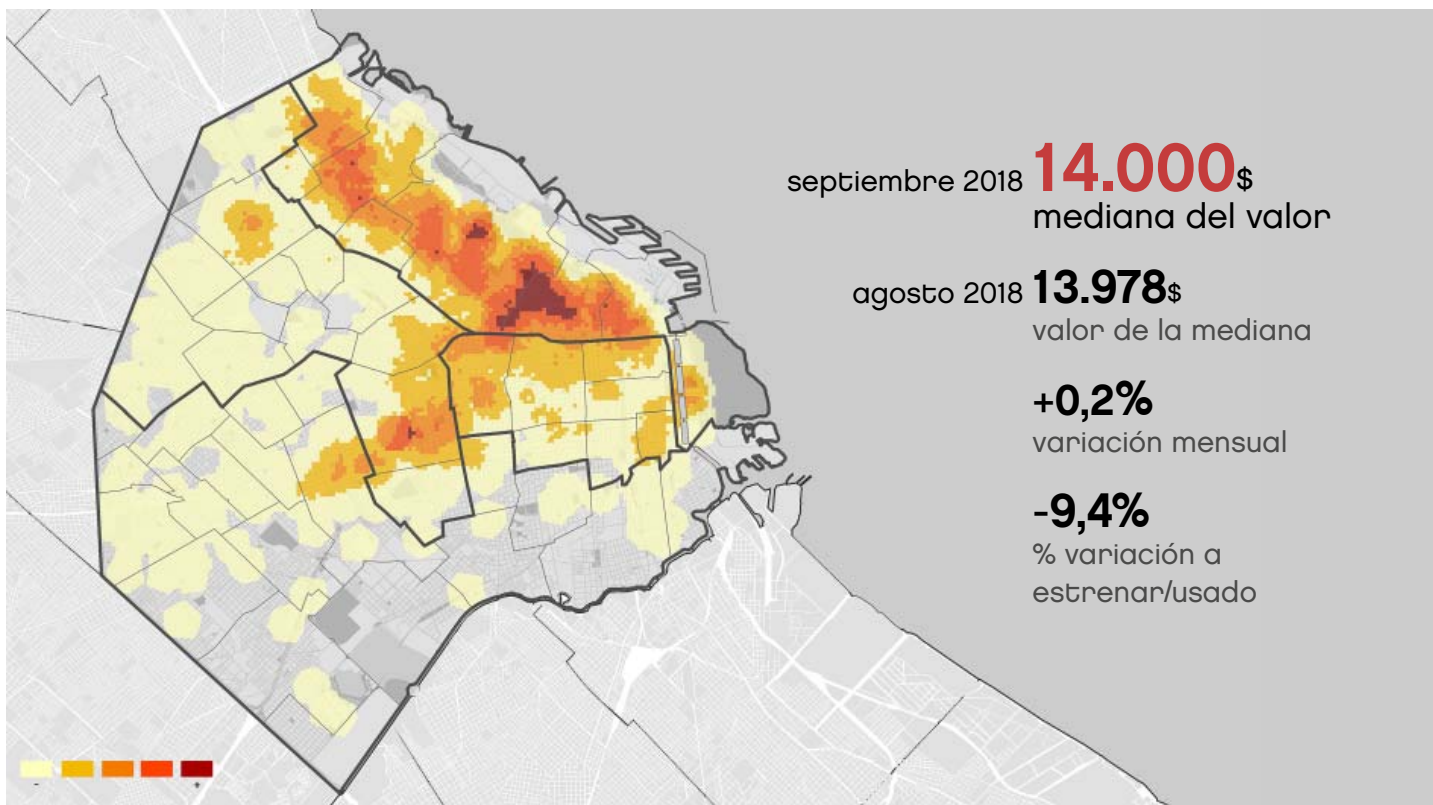 septiembre 2018 14.000$
mediana del valor
agosto 2018 13.978$
valor de la mediana
+0,2%
variación mensual
-9,4%
% variación a
estrenar/usado
- +